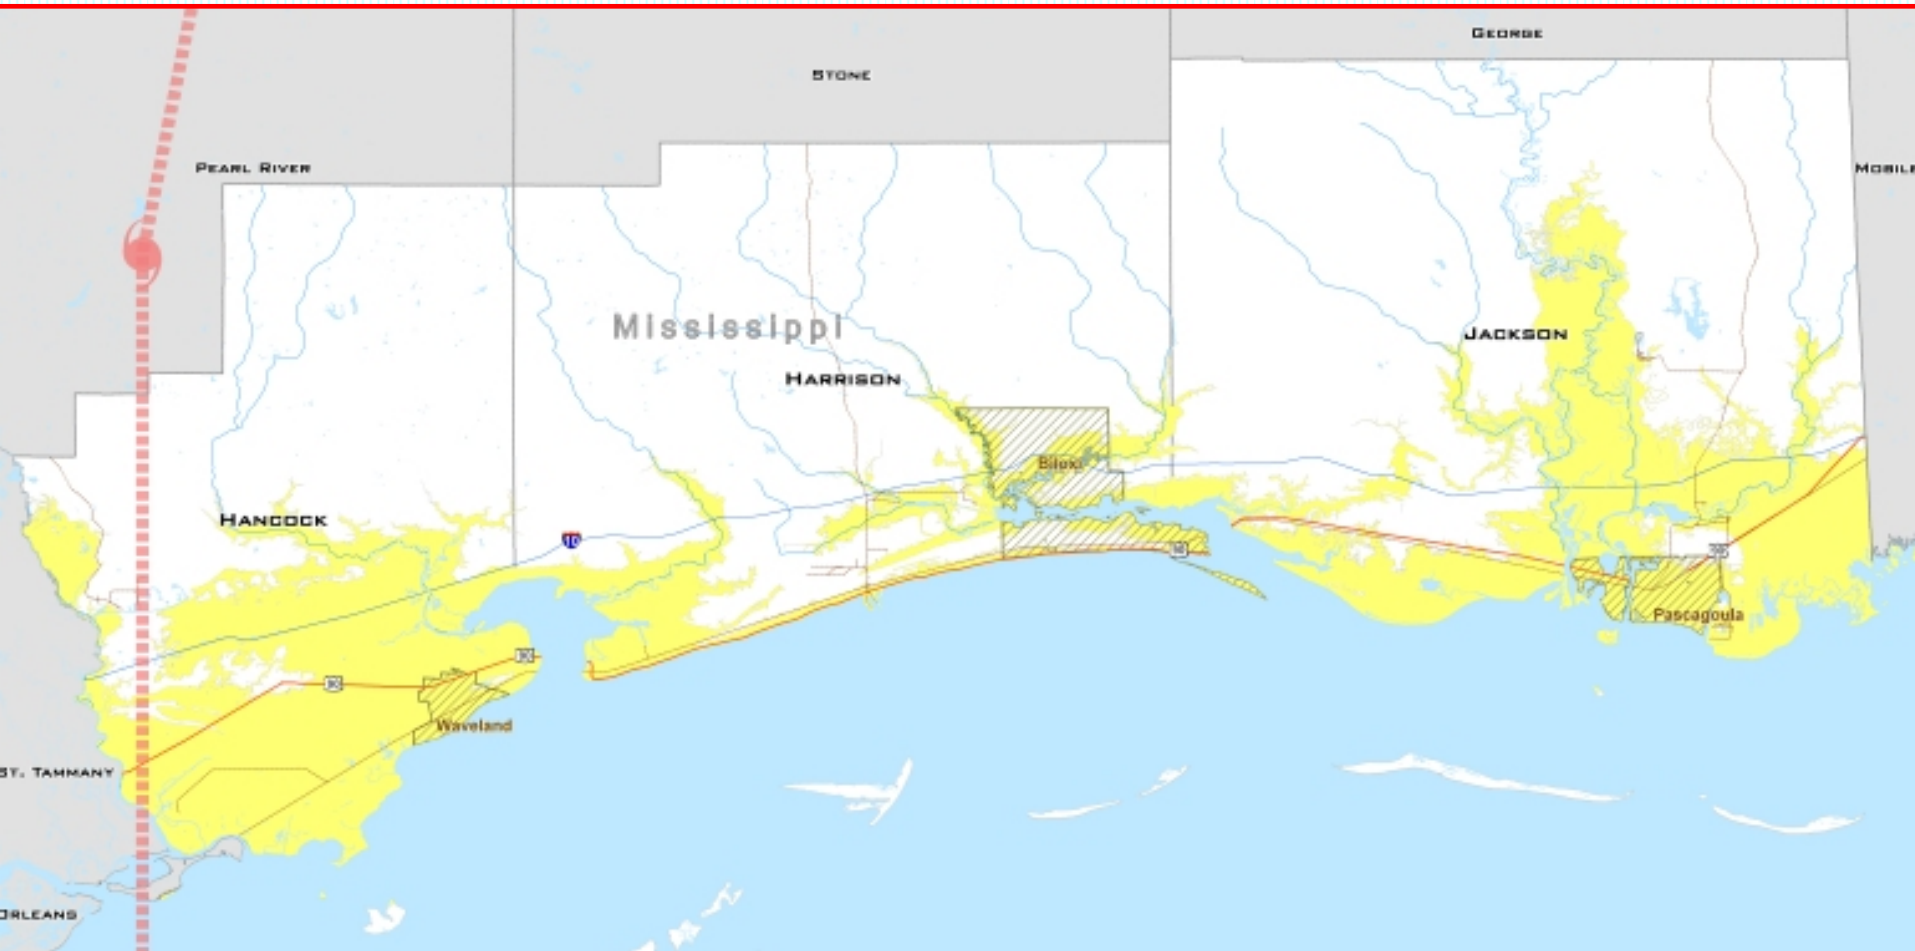 GEORGE
STONE
PEARL RIVER
MOBILE
Mississippi
JACKSON
HARRISON
Biloxi
HANCOCK
10
90
90
Pascagoula
90
90
Waveland
ST. TAMMANY
ORLEANS